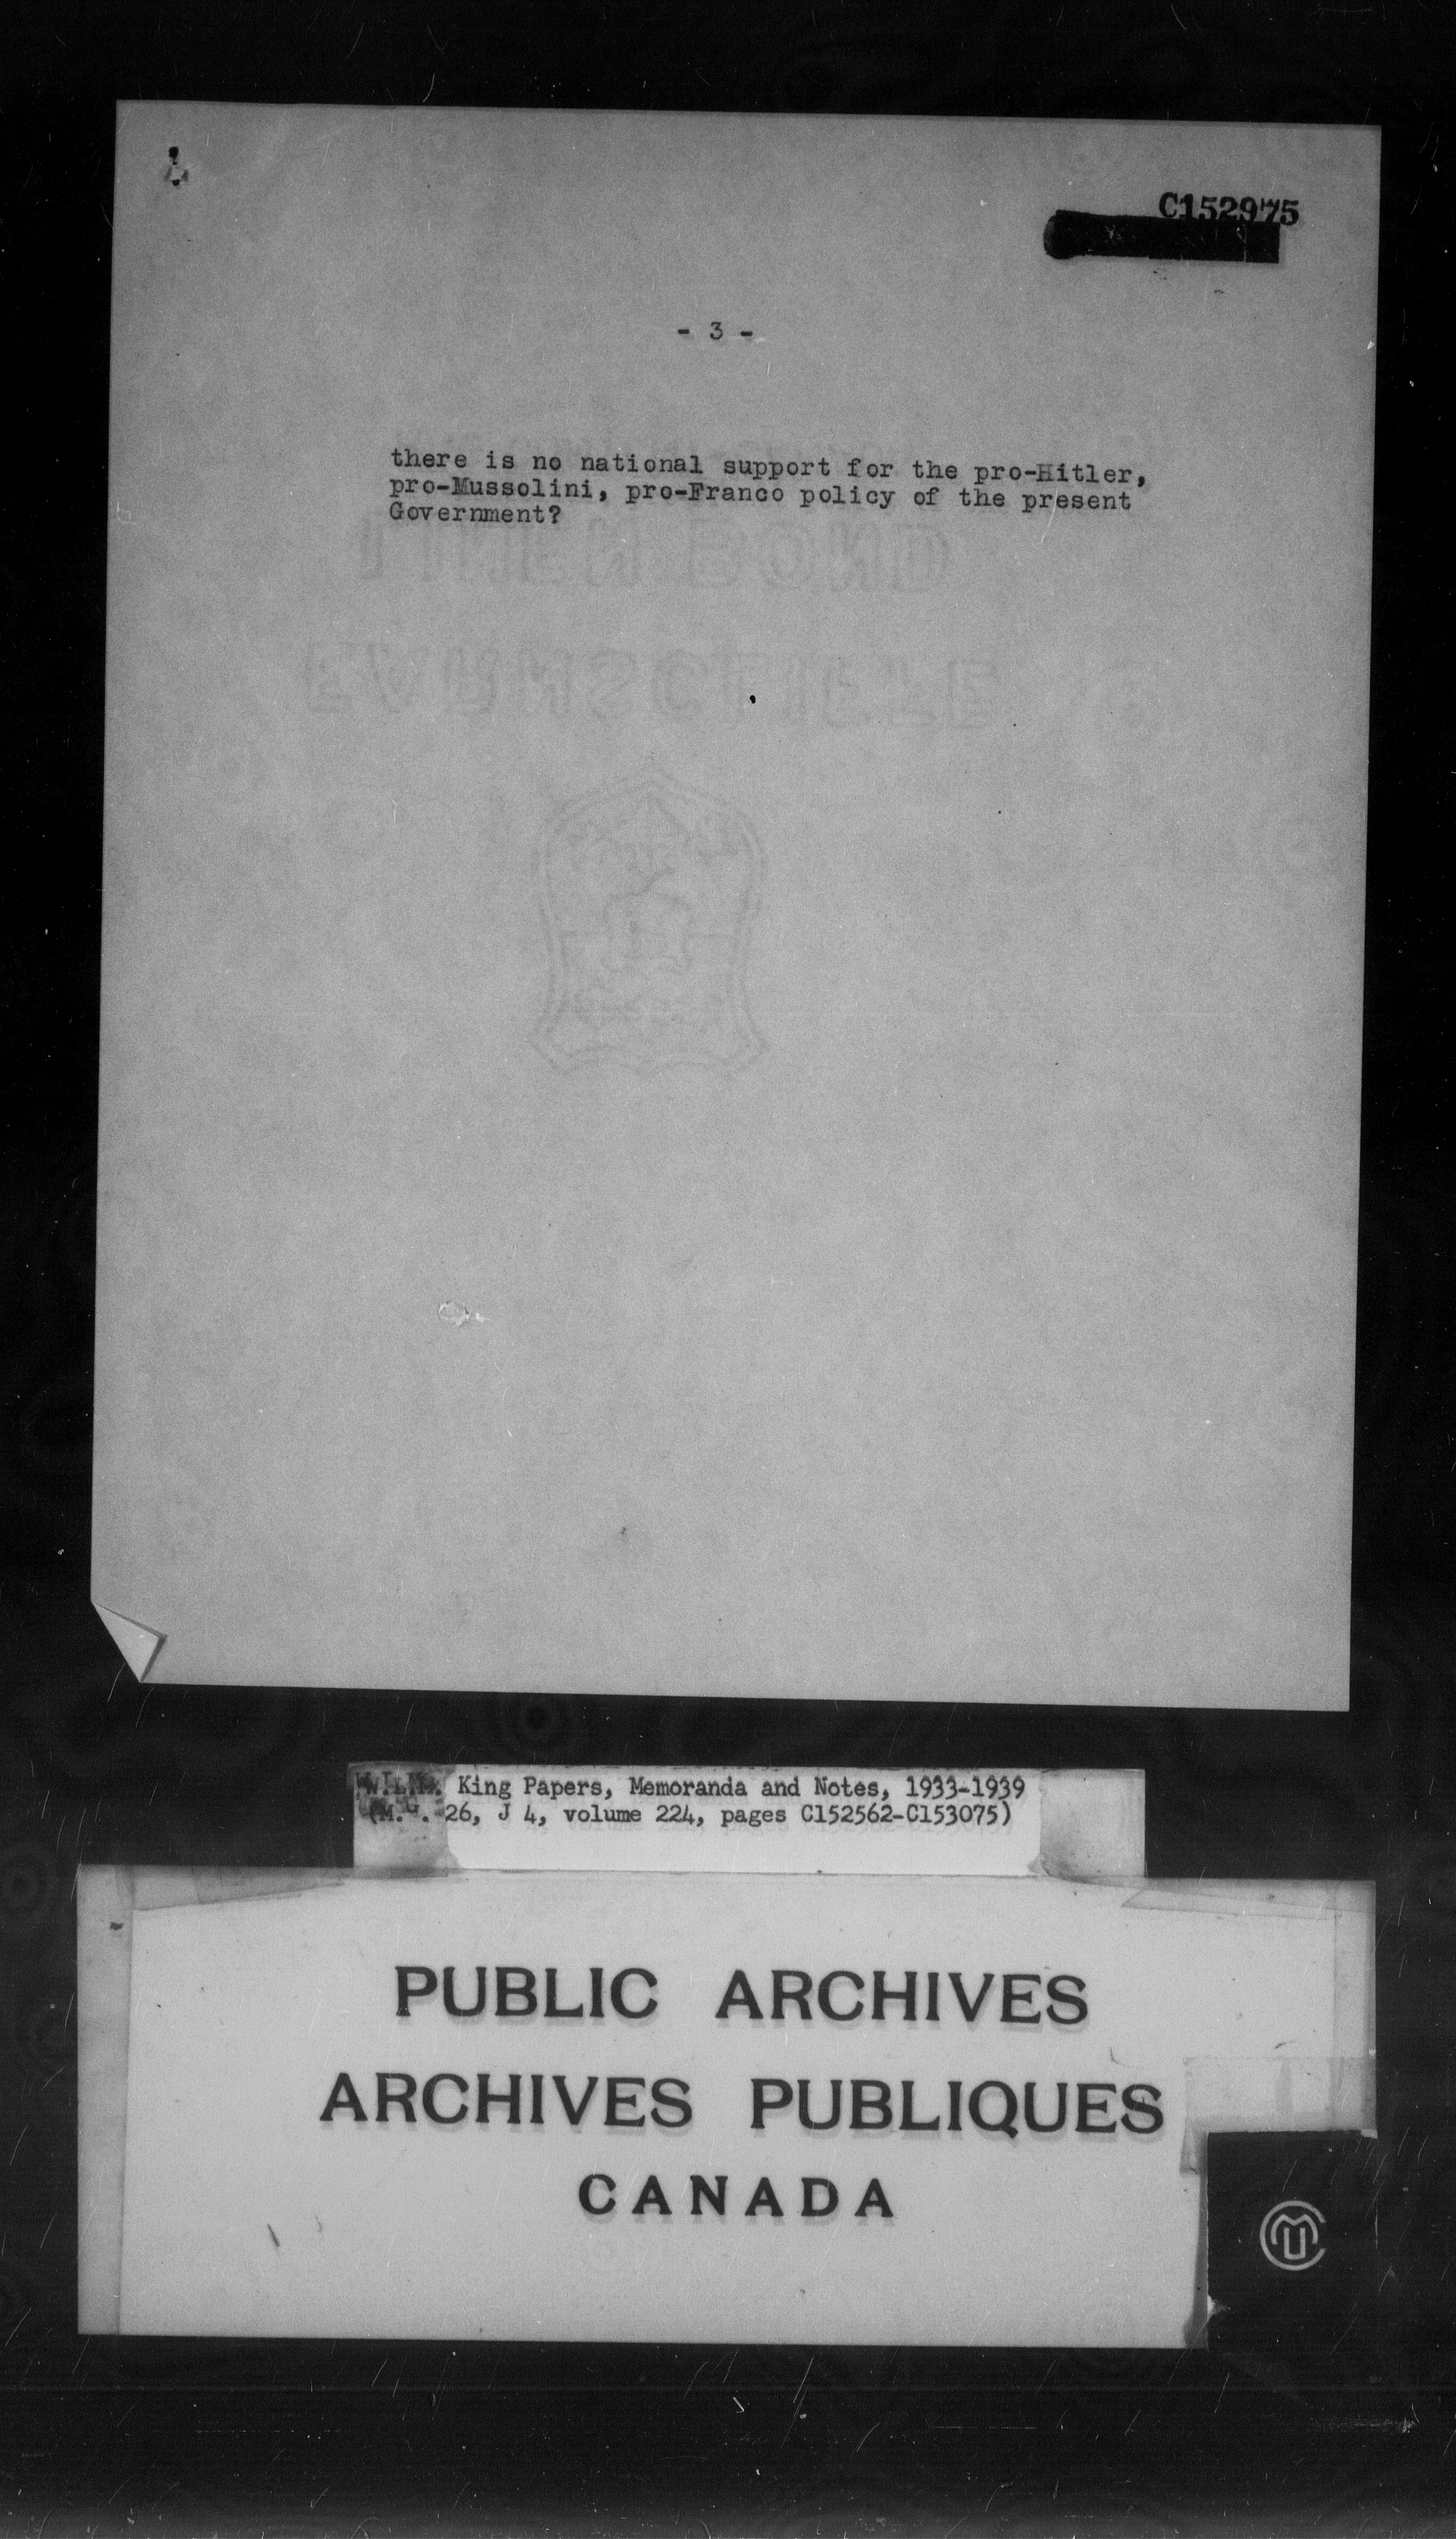 C152975
- 3 -
there is no national support for the pro-Hitler,
pro-Mussolini, pro-Franco policy of the present
Government?
W.L.M. King Papers, Memoranda and Notes, 1933-1939
(M.G. 26, J 4, volume 224, pages C152562-C153075)
PUBLIC ARCHIVES
ARCHIVES PUBLIQUES
CANADA